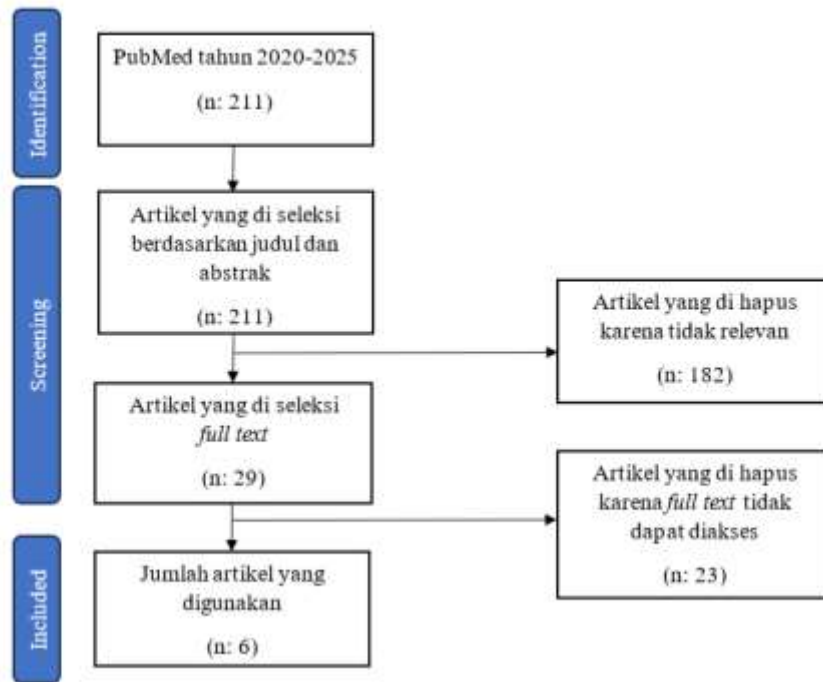 Identification
PubMed tahun 2020-2025
(n: 211)
Screening
Artikel yang di seleksi
berdasarkan judul dan
abstrak
(n: 211)
Artikel yang di hapus
karena tidak relevan
(n: 182)
Artikel yang di seleksi
full text
(n: 29)
Artikel yang di hapus
karena full text tidak
dapat diakses
(n: 23)
Included
Jumlah artikel yang
digunakan
(n: 6)